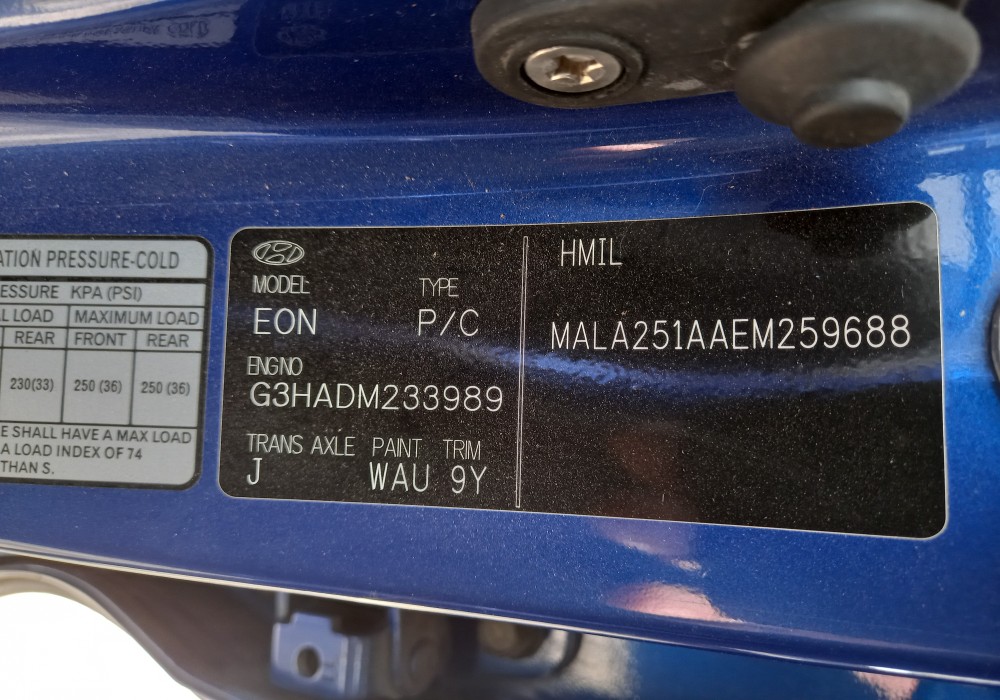 ATION PRESSURE-COLD
ESSURE KPA (PSI)
L LOAD MAXIMUM LOAD
REAR FRONT REAR
230(33) 250 (36) 250 (36)
E SHALL HAVE A MAX LOAD
A LOAD INDEX OF 74
THAN S.
MODEL TYPE
EON P/C
ENGNO
G3HADM233989
TRANS AXLE PAINT TRIM
J WAU 9Y
HMIL
MALA251AAEM259688